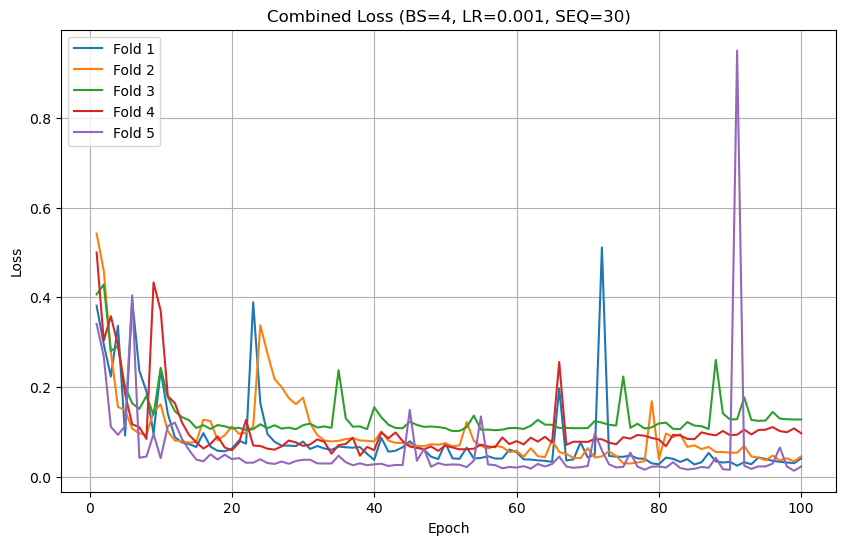 Combined Loss (BS=4, LR=0.001, SEQ=30)
Fold 1
Fold 2
Fold 3
Fold 4
Fold 5
Loss
0.8
0.6
0.4
0.2
0.0
0 20 40 60 80 100
Epoch